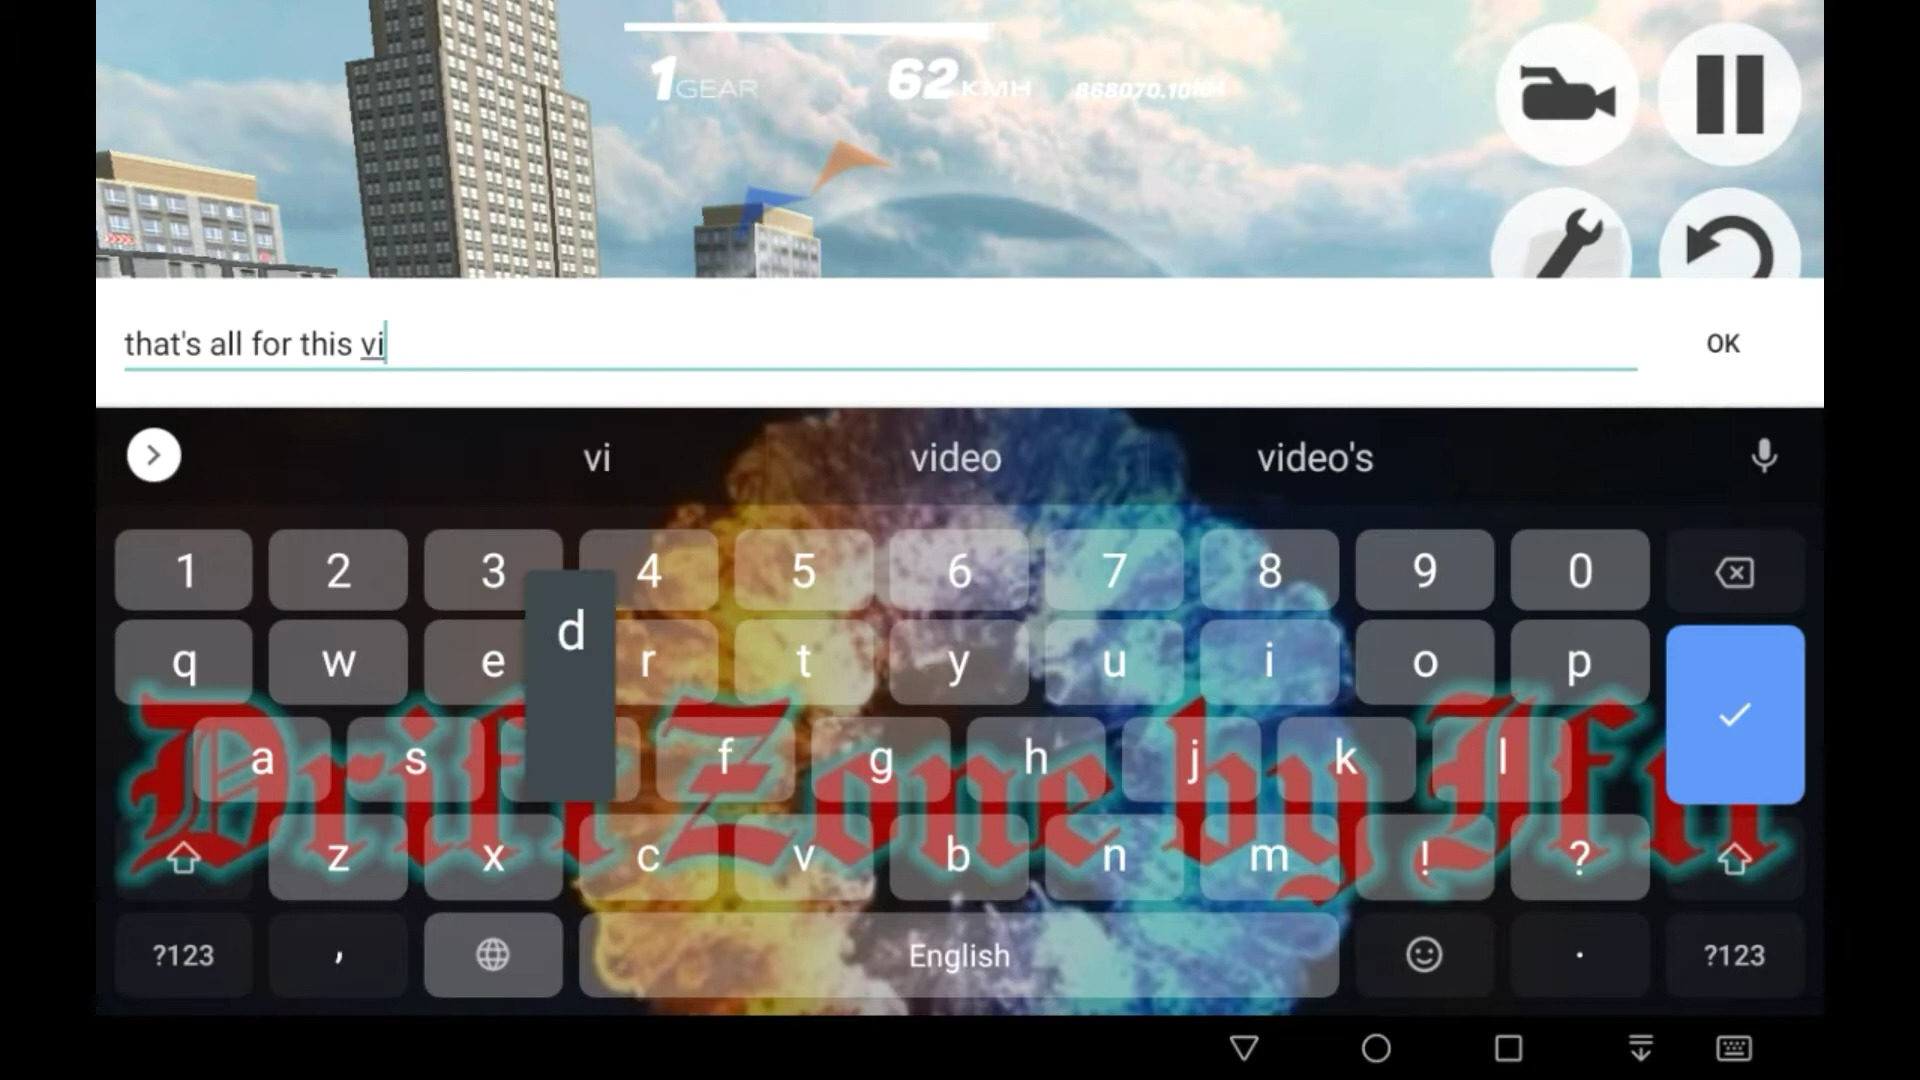 1 GEAR 62 KMH
that's all for this vi
OK
vi video video's
1 2 3 4 5 6 7 8 9 0
d
q w e r t y u i o p
a s f g h j k l
Drift Zone by
z x c v b n m ! ?
?123 , English . ?123